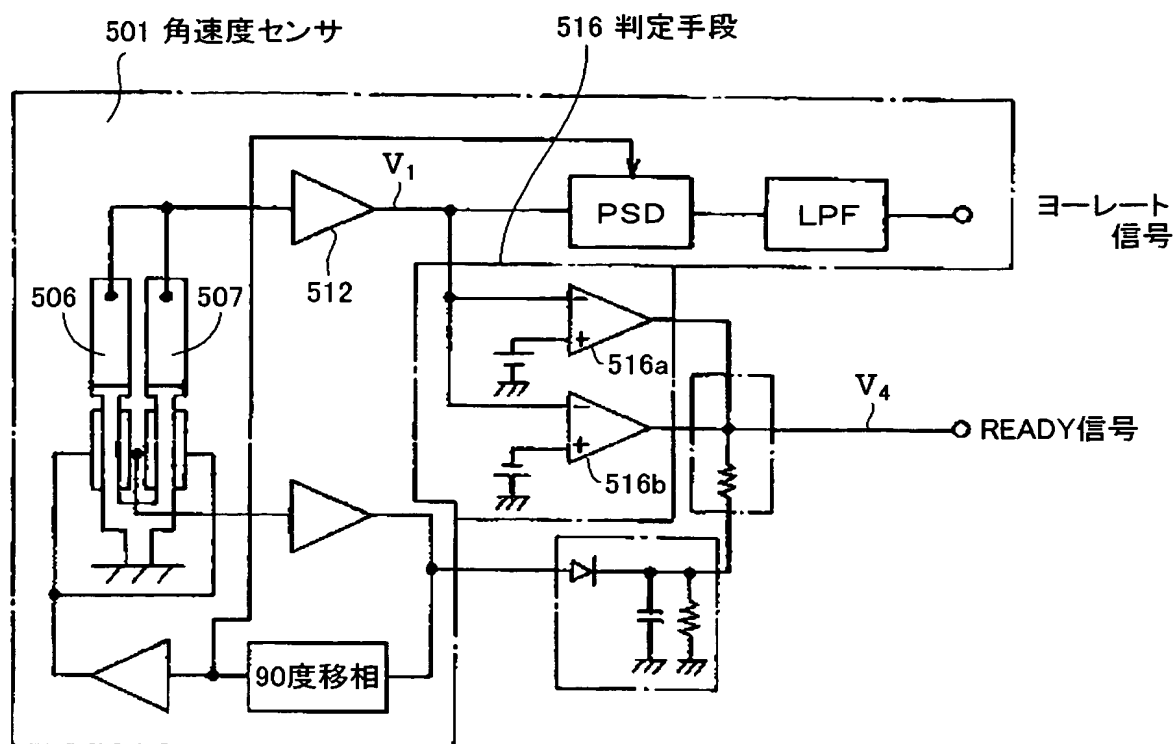 501 角速度センサ
516 判定手段
V1
PSD
LPF
ヨーレート
信号
512
506
507
516a
V4
READY信号
516b
90度移相